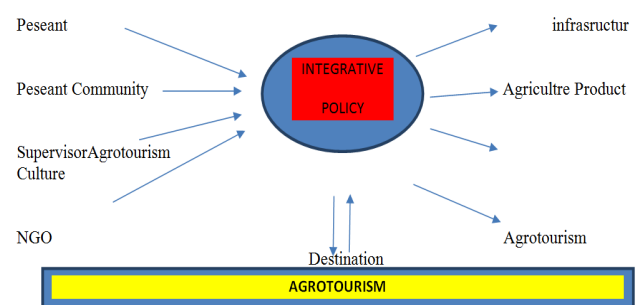 Peseant
infrasructur
INTEGRATIVE
POLICY
Peseant Community
Agricultre Product
SupervisorAgrotourism
Culture
NGO
Agrotourism
Destination
AGROTOURISM